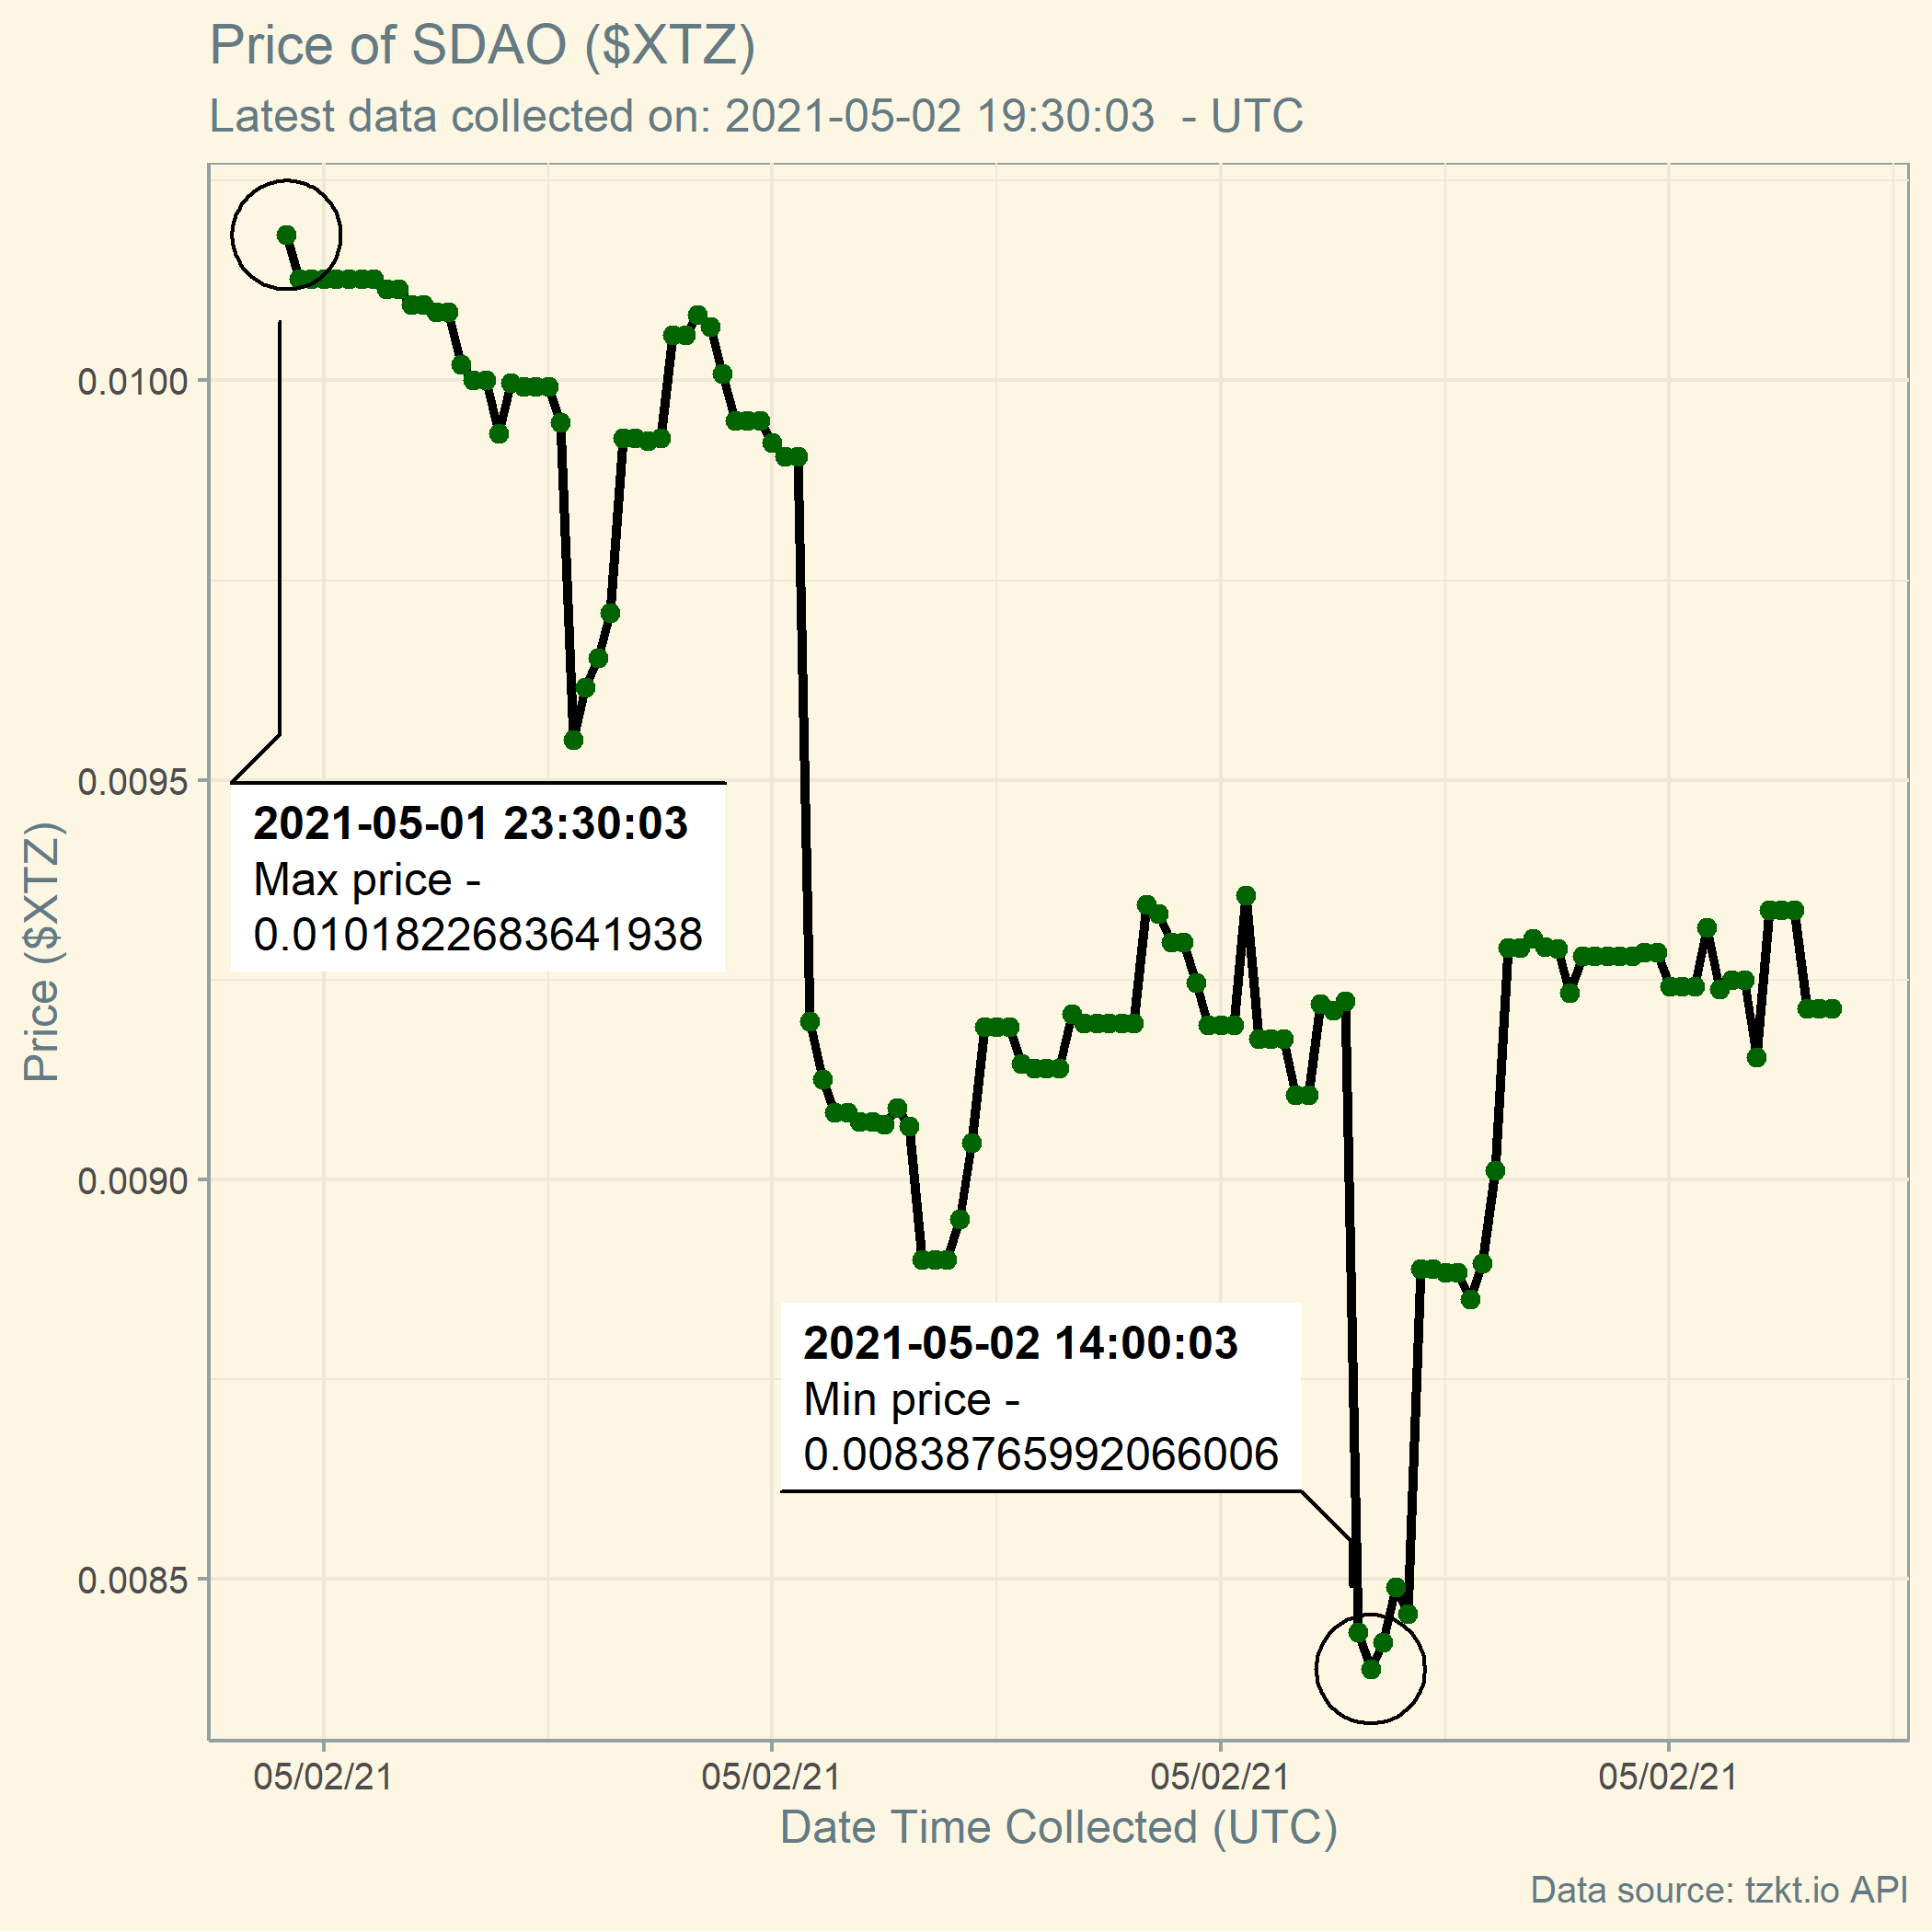 Price of SDAO ($XTZ)
Latest data collected on: 2021-05-02 19:30:03  - UTC
Price ($XTZ)
0.0100
0.0095
0.0090
0.0085
2021-05-01 23:30:03
Max price -
0.0101822683641938
2021-05-02 14:00:03
Min price -
0.00838765992066006
05/02/21
05/02/21
05/02/21
05/02/21
Date Time Collected (UTC)
Data source: tzkt.io API